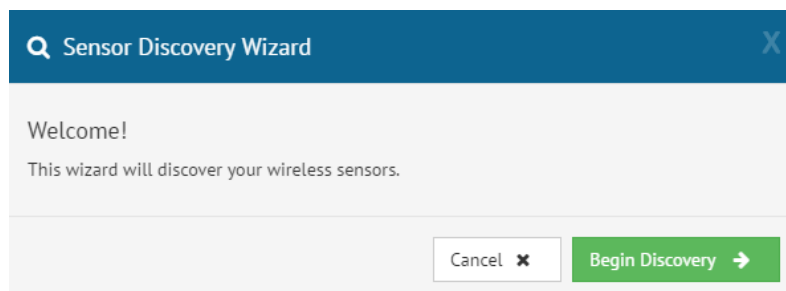 Sensor Discovery Wizard
X
Welcome!
This wizard will discover your wireless sensors.
Cancel ✖
Begin Discovery →